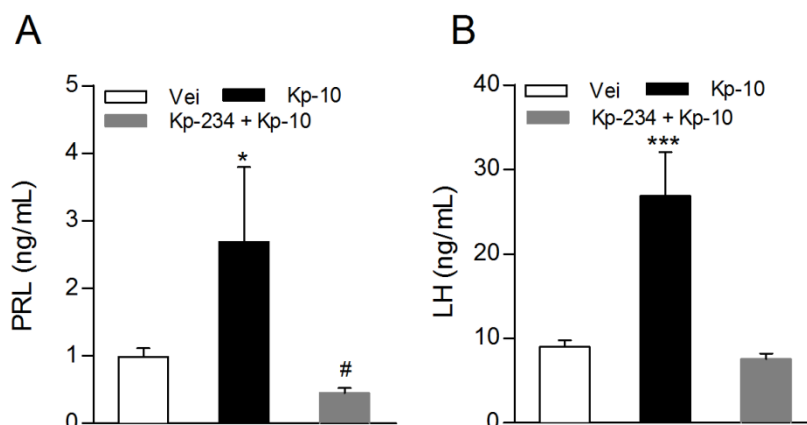 A
PRL (ng/mL)
5
4
3
2
1
0
Vei
Kp-10
Kp-234 + Kp-10
*
#
B
LH (ng/mL)
40
30
20
10
0
Vei
Kp-10
Kp-234 + Kp-10
***